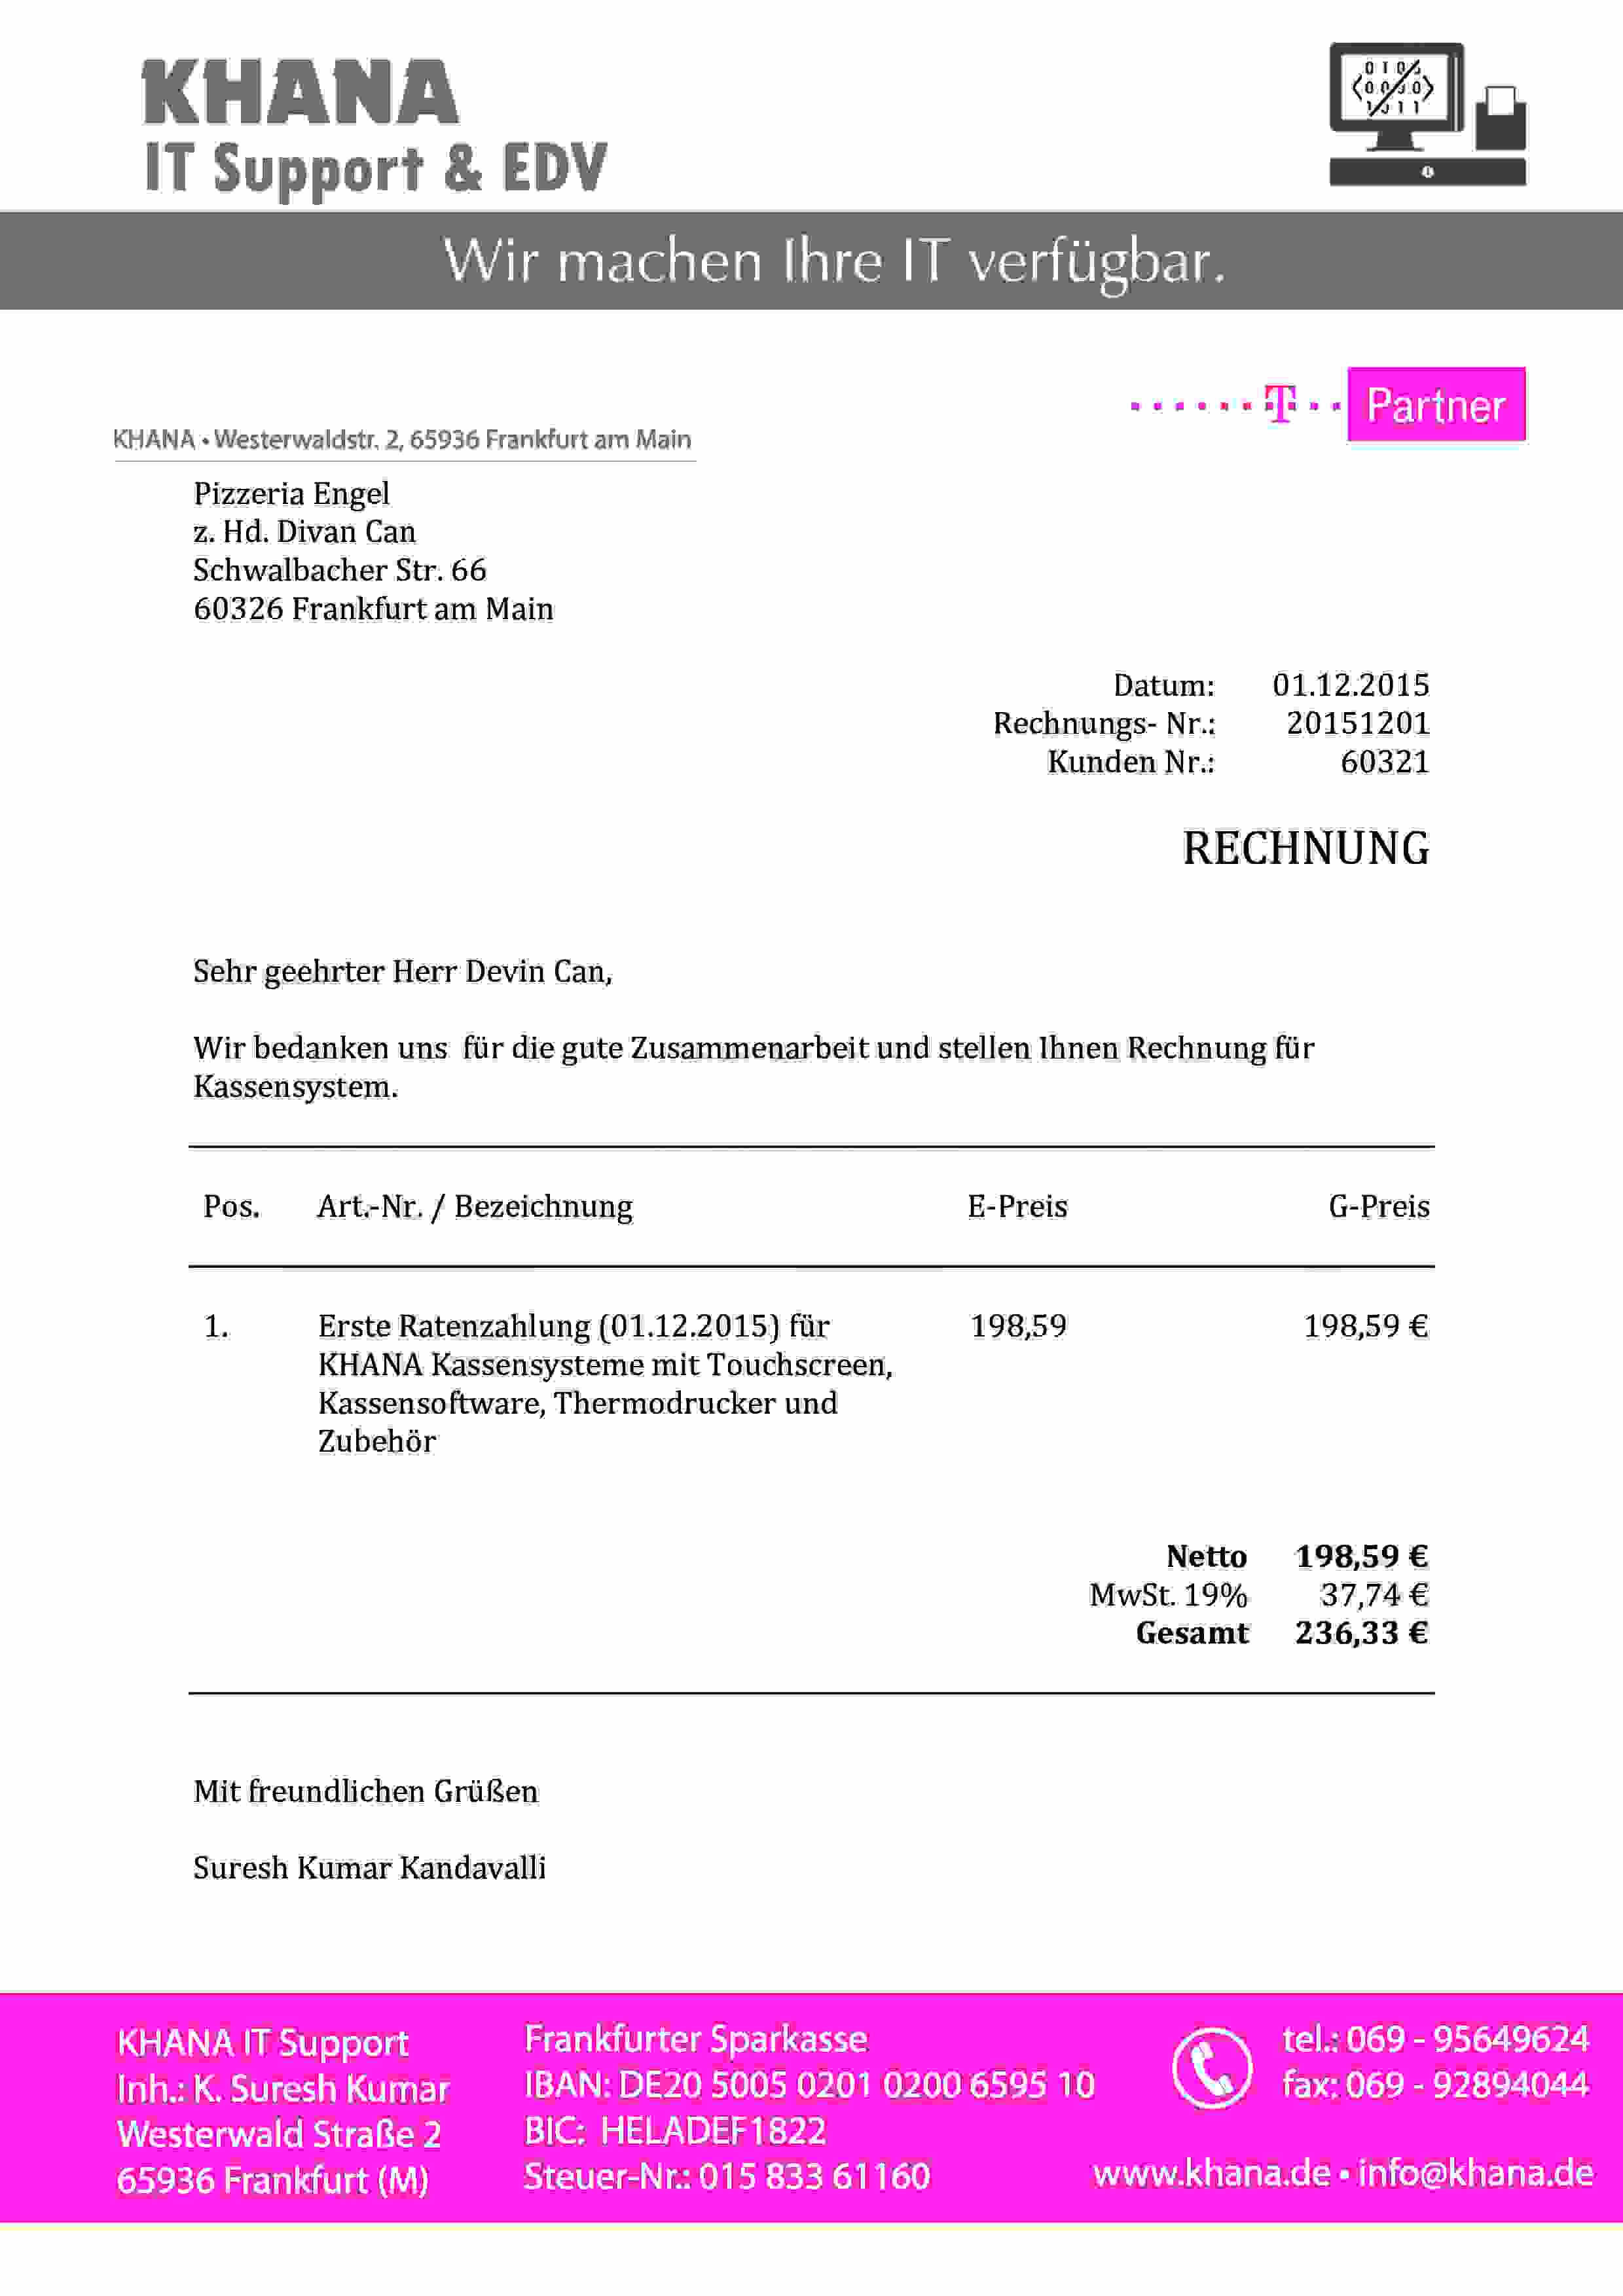 KHANA
IT Support & EDV
Wir machen Ihre IT verfügbar.
T Partner
KHANA • Westerwaldstr. 2, 65936 Frankfurt am Main
Pizzeria Engel
z. Hd. Divan Can
Schwalbacher Str. 66
60326 Frankfurt am Main
Datum: 01.12.2015
Rechnungs- Nr.: 20151201
Kunden Nr.: 60321
RECHNUNG
Sehr geehrter Herr Devin Can,
Wir bedanken uns für die gute Zusammenarbeit und stellen Ihnen Rechnung für
Kassensystem.
Pos. Art.-Nr. / Bezeichnung E-Preis G-Preis
1. Erste Ratenzahlung (01.12.2015) für 198,59 198,59 €
KHANA Kassensysteme mit Touchscreen,
Kassensoftware, Thermodrucker und
Zubehör
Netto 198,59 €
MwSt. 19% 37,74 €
Gesamt 236,33 €
Mit freundlichen Grüßen
Suresh Kumar Kandavalli
KHANA IT Support
Inh.: K. Suresh Kumar
Westerwald Straße 2
65936 Frankfurt (M)
Frankfurter Sparkasse
IBAN: DE20 5005 0201 0200 6595 10
BIC: HELADEF1822
Steuer-Nr.: 015 833 61160
tel.: 069 - 95649624
fax: 069 - 92894044
www.khana.de • info@khana.de